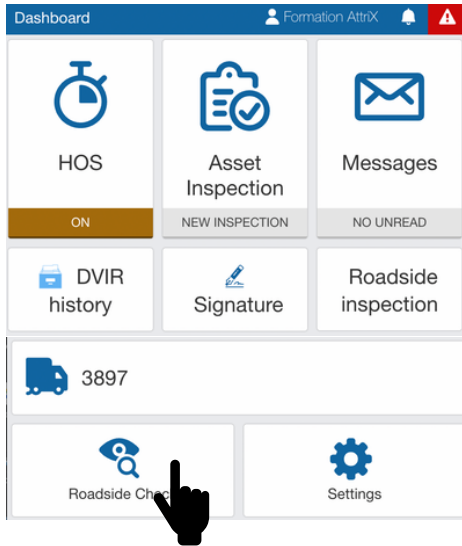 Dashboard
Formation AttriX
HOS
Asset
Inspection
Messages
ON
NEW INSPECTION
NO UNREAD
DVIR
history
Signature
Roadside
inspection
3897
Roadside
Settings